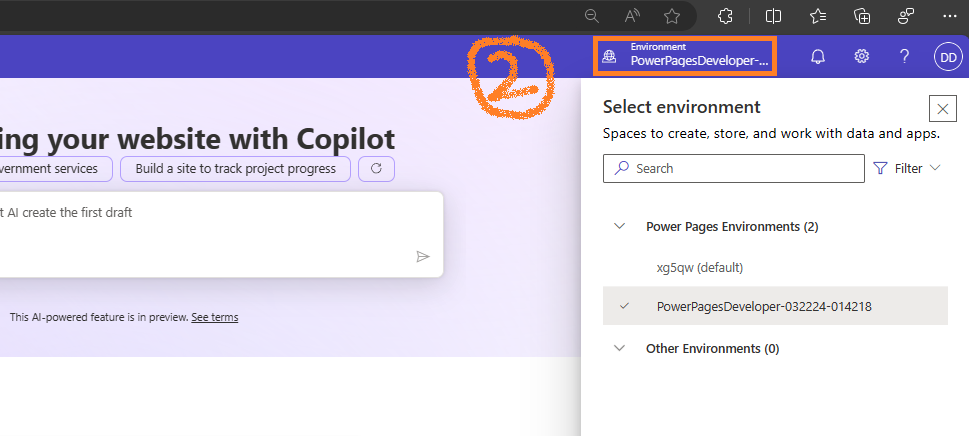 2
Environment
PowerPagesDeveloper-...
?
DD
Select environment
Spaces to create, store, and work with data and apps.
Search
Filter
ing your website with Copilot
vernment services
Build a site to track project progress
t AI create the first draft
This AI-powered feature is in preview. See terms
Power Pages Environments (2)
xg5qw (default)
PowerPagesDeveloper-032224-014218
Other Environments (0)